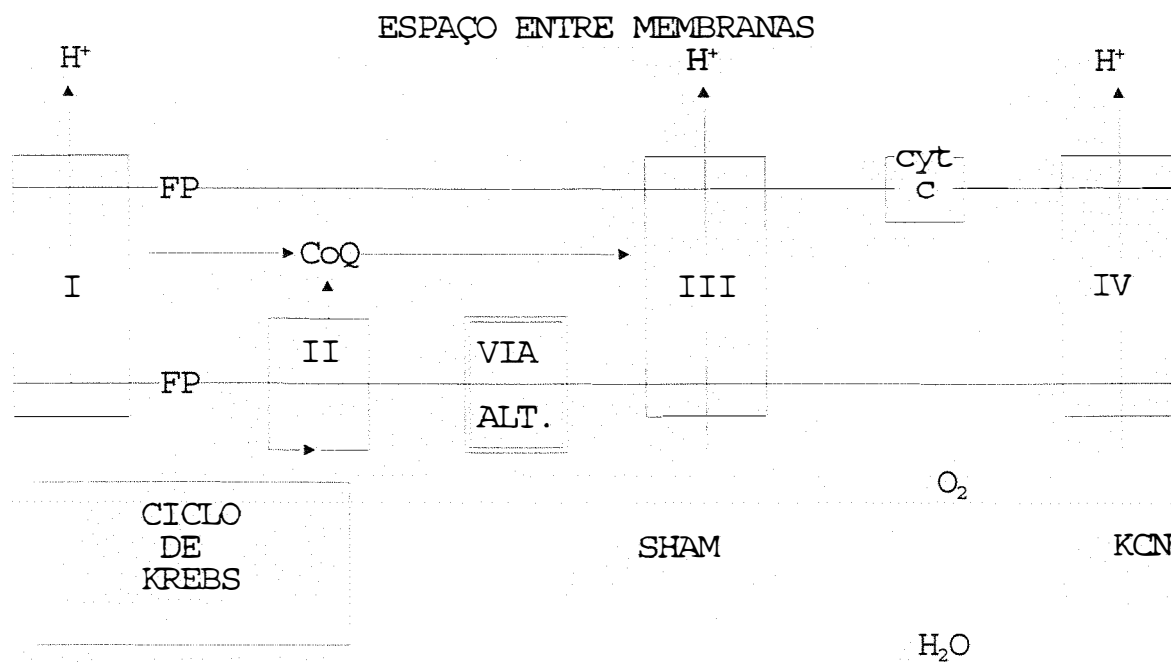 ESPAÇO ENTRE MEMBRANAS
H⁺ H⁺ H⁺
cyt
FP C
CoQ
I III IV
II VIA
FP
ALT.
O₂
CICLO
DE SHAM KCN
KREBS
H₂O